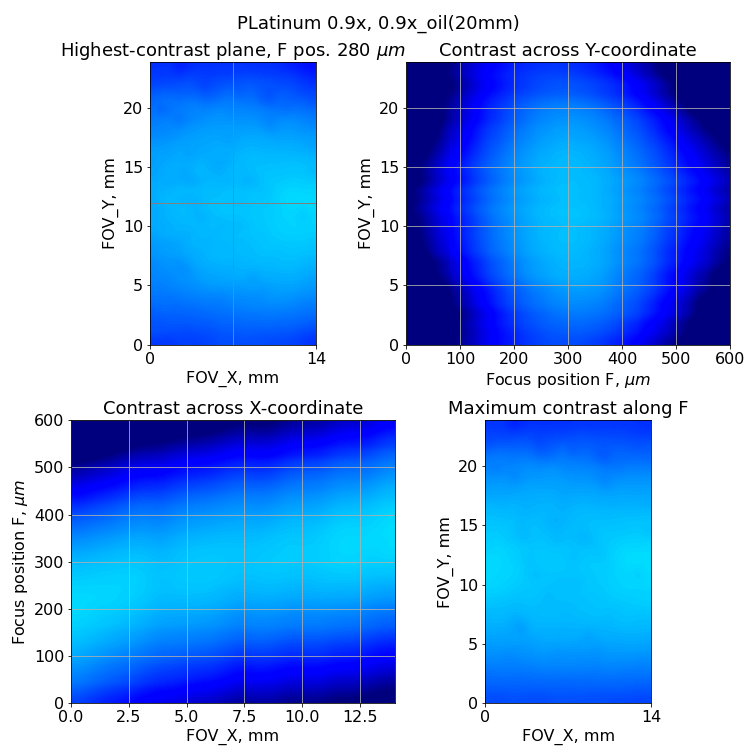 PLatinum 0.9x, 0.9x_oil(20mm)
Highest-contrast plane, F pos. 280 μm
FOV_Y, mm
20
15
10
5
0
0 14
FOV_X, mm
Contrast across Y-coordinate
FOV_Y, mm
20
15
10
5
0
0 100 200 300 400 500 600
Focus position F, μm
Contrast across X-coordinate
Focus position F, μm
600
500
400
300
200
100
0
0.0 2.5 5.0 7.5 10.0 12.5
FOV_X, mm
Maximum contrast along F
FOV_Y, mm
20
15
10
5
0
0 14
FOV_X, mm